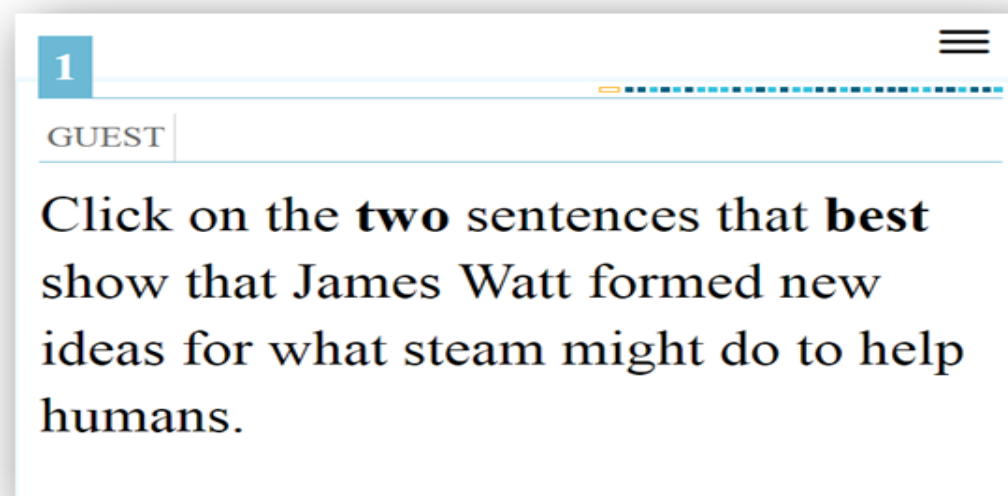 1
GUEST
Click on the two sentences that best
show that James Watt formed new
ideas for what steam might do to help
humans.